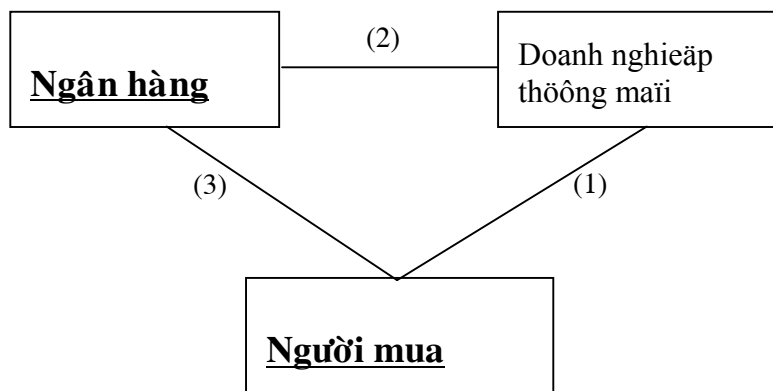 (2)
Ngân hàng
Doanh nghieäp
thöông maïi
(3)
(1)
Người mua